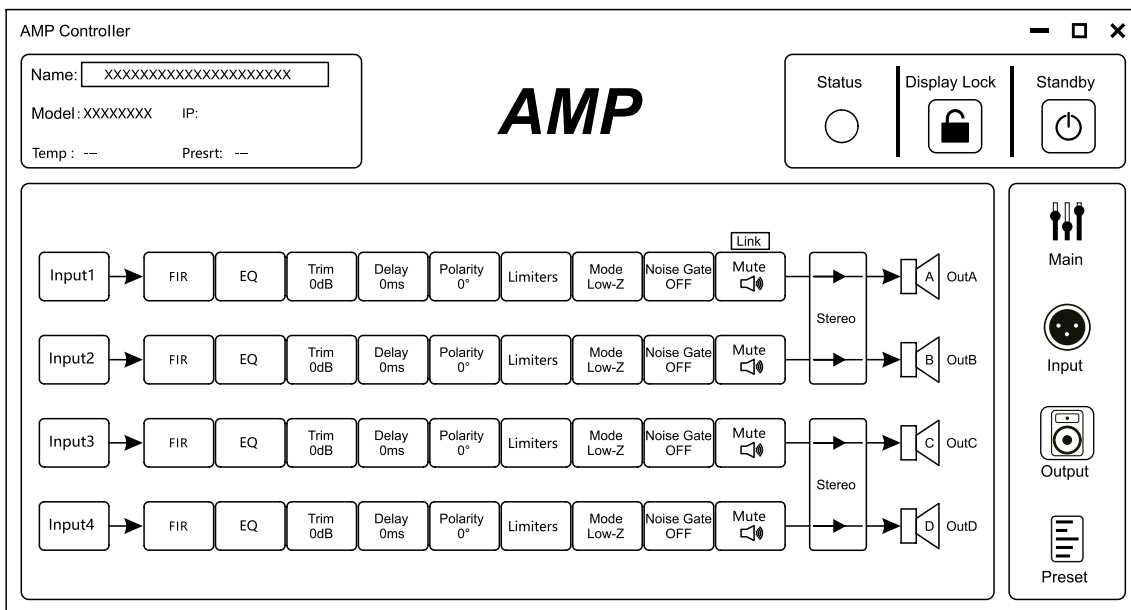 AMP Controller
Name: XXXXXXXXXXXXXXXXXXXXX
Model: XXXXXXXX IP:
Temp : --- Presrt: ---
AMP
Status Display Lock Standby
Link
Input1 FIR EQ Trim 0dB Delay 0ms Polarity 0° Limiters Mode Low-Z Noise Gate OFF Mute A OutA
Stereo
Input2 FIR EQ Trim 0dB Delay 0ms Polarity 0° Limiters Mode Low-Z Noise Gate OFF Mute B OutB
Input3 FIR EQ Trim 0dB Delay 0ms Polarity 0° Limiters Mode Low-Z Noise Gate OFF Mute C OutC
Stereo
Input4 FIR EQ Trim 0dB Delay 0ms Polarity 0° Limiters Mode Low-Z Noise Gate OFF Mute D OutD
Main
Input
Output
Preset